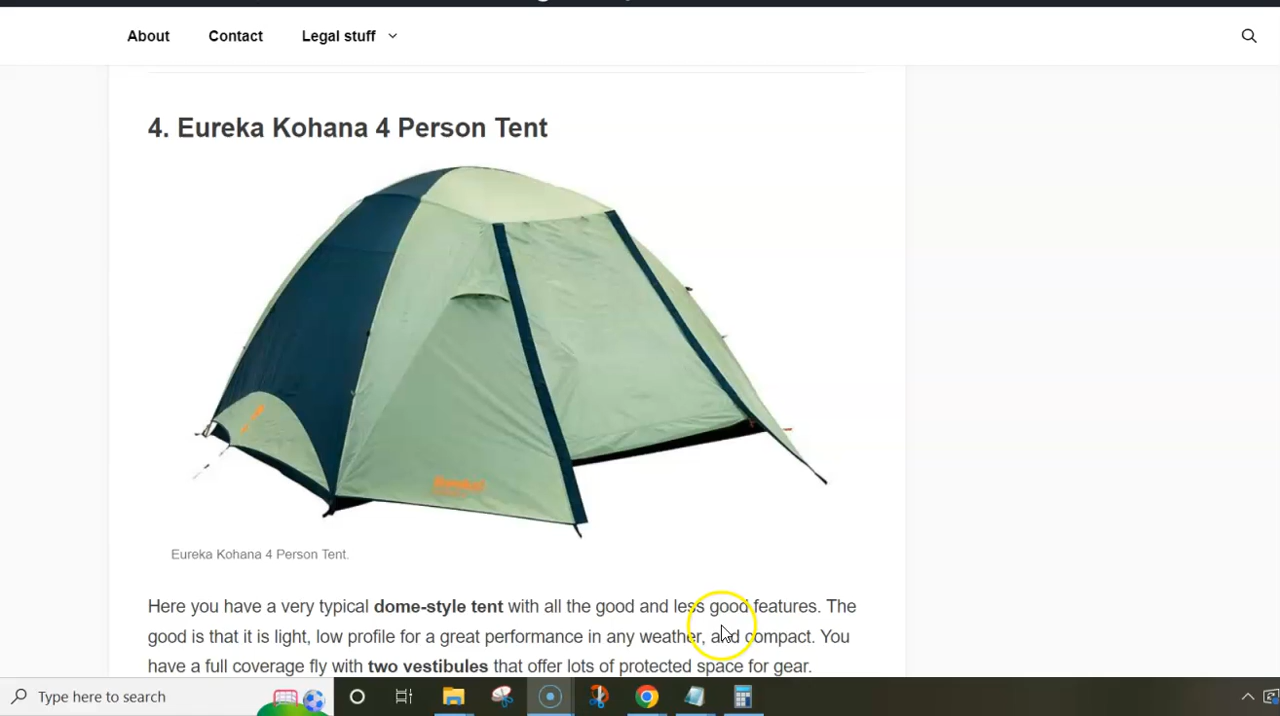 About Contact Legal stuff
4. Eureka Kohana 4 Person Tent
Eureka Kohana 4 Person Tent.
Here you have a very typical dome-style tent with all the good and less good features. The
good is that it is light, low profile for a great performance in any weather, and compact. You
have a full coverage fly with two vestibules that offer lots of protected space for gear.
Type here to search